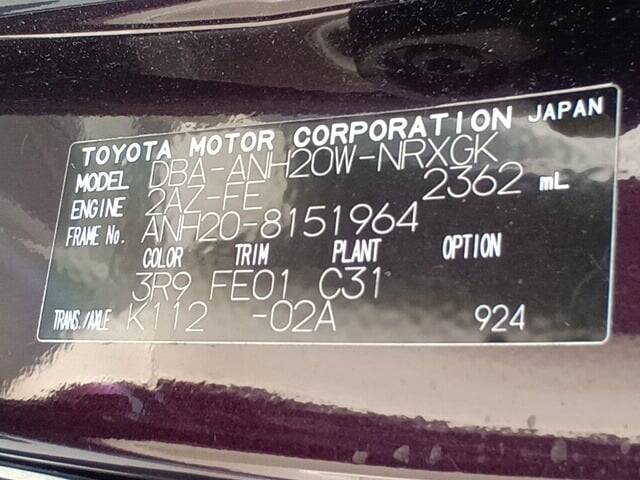 TOYOTA MOTOR CORPORATION JAPAN
MODEL DBA-ANH20W-NRXGK
ENGINE 2AZ-FE 2362 mL
FRAME No. ANH20-8151964
COLOR TRIM PLANT OPTION
3R9 FE01 C31
TRANS./AXLE K112 -02A 924